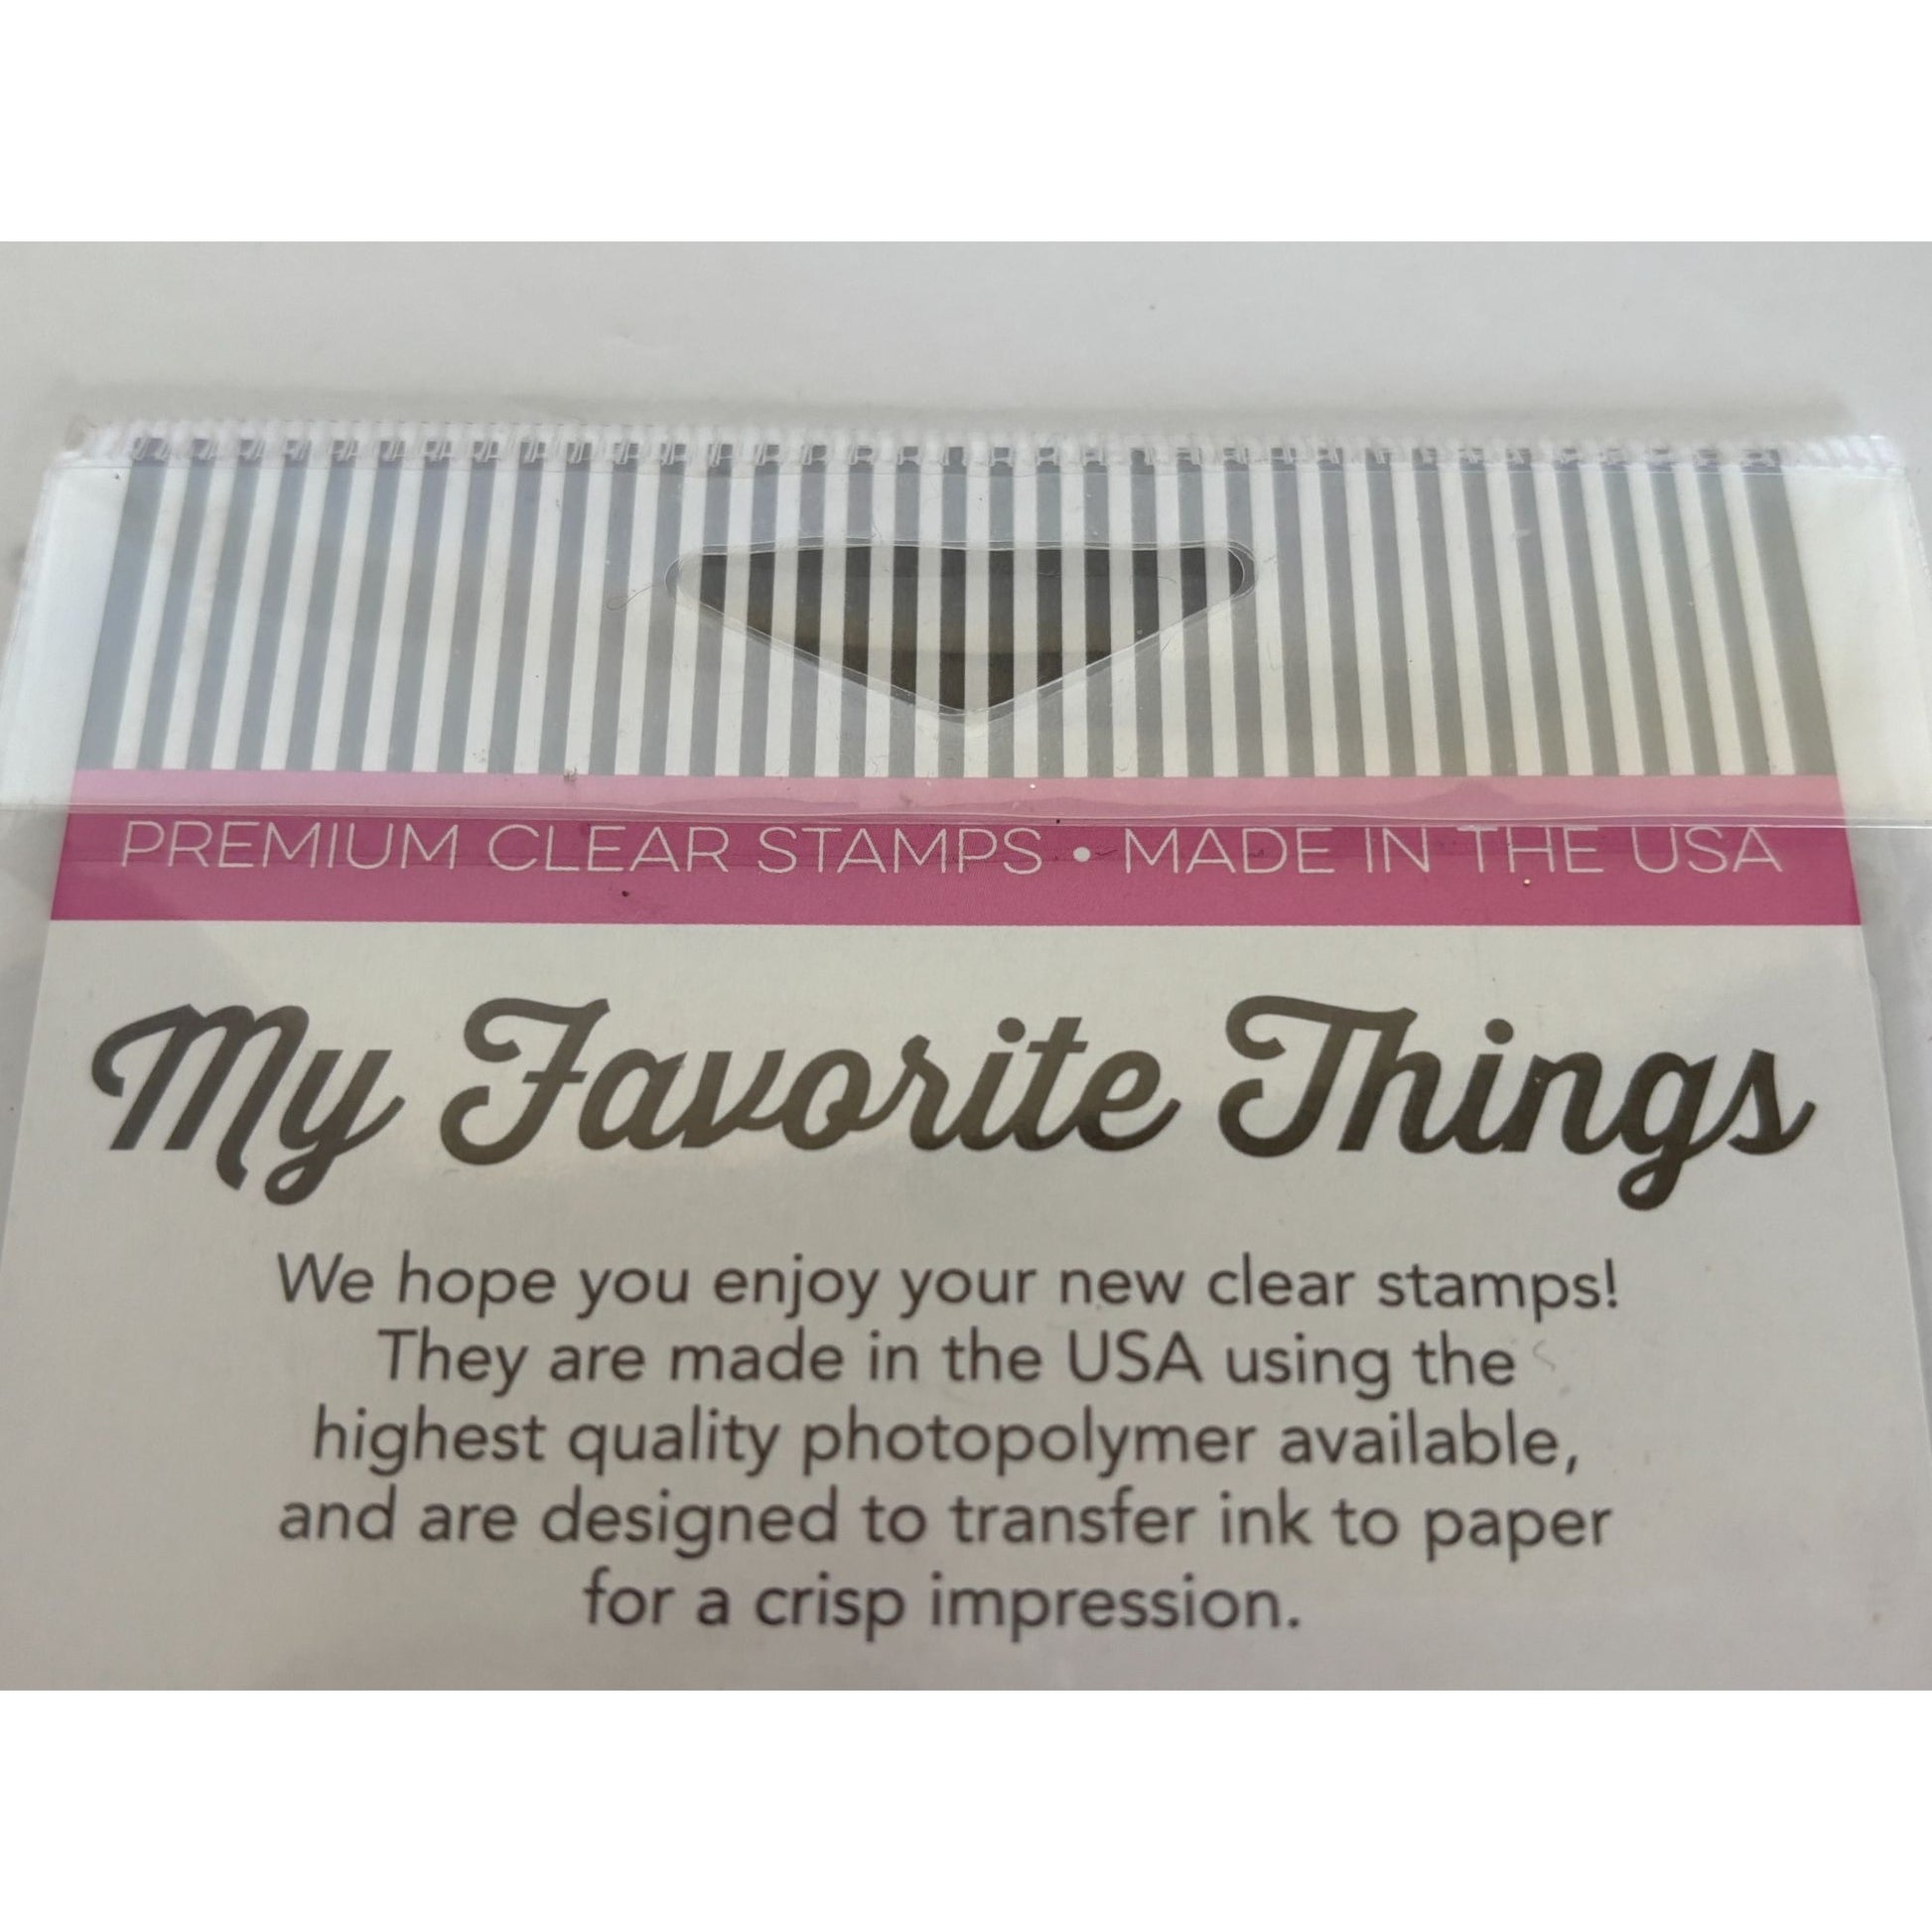 PREMIUM CLEAR STAMPS • MADE IN THE USA
My Favorite Things
We hope you enjoy your new clear stamps!
They are made in the USA using the
highest quality photopolymer available,
and are designed to transfer ink to paper
for a crisp impression.